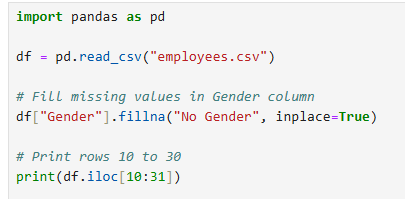 import pandas as pd
df = pd.read_csv("employees.csv")
# Fill missing values in Gender column
df["Gender"].fillna("No Gender", inplace=True)
# Print rows 10 to 30
print(df.iloc[10:31])